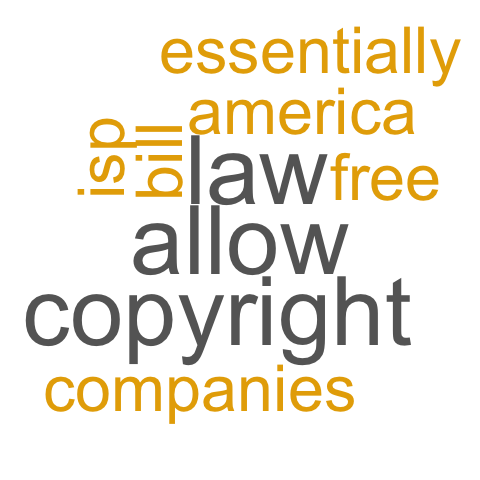 essentially
america
isp
bill
law
free
allow
copyright
companies